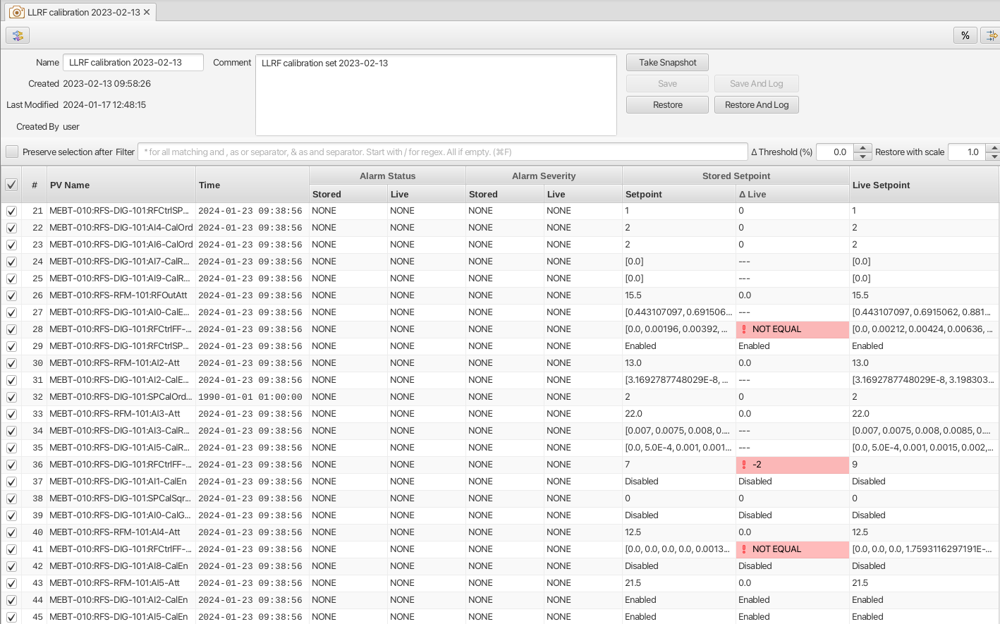 LLRF calibration 2023-02-13 ✕
%
Name LLRF calibration 2023-02-13 Comment LLRF calibration set 2023-02-13 Take Snapshot
Created 2023-02-13 09:58:26 Save Save And Log
Last Modified 2024-01-17 12:48:15 Restore Restore And Log
Created By user
Preserve selection after Filter * for all matching and , as or separator, & as and separator. Start with / for regex. All if empty. (⌘F) Δ Threshold (%) 0.0 Restore with scale 1.0
# PV Name Time Alarm Status Alarm Severity Stored Setpoint Live Setpoint
Stored Live Stored Live Setpoint Δ Live
21 MEBT-010:RFS-DIG-101:RFCtrlSP... 2024-01-23 09:38:56 NONE NONE NONE NONE 1 0 1
22 MEBT-010:RFS-DIG-101:AI4-CalOrd 2024-01-23 09:38:56 NONE NONE NONE NONE 2 0 2
23 MEBT-010:RFS-DIG-101:AI6-CalOrd 2024-01-23 09:38:56 NONE NONE NONE NONE 2 0 2
24 MEBT-010:RFS-DIG-101:AI7-CalR... 2024-01-23 09:38:56 NONE NONE NONE NONE [0.0] --- [0.0]
25 MEBT-010:RFS-DIG-101:AI9-CalR... 2024-01-23 09:38:56 NONE NONE NONE NONE [0.0] --- [0.0]
26 MEBT-010:RFS-RFM-101:RFOutAtt 2024-01-23 09:38:56 NONE NONE NONE NONE 15.5 0.0 15.5
27 MEBT-010:RFS-DIG-101:AI0-CalE... 2024-01-23 09:38:56 NONE NONE NONE NONE [0.443107097, 0.691506... --- [0.443107097, 0.6915062, 0.881...
28 MEBT-010:RFS-DIG-101:RFCtrlFF-... 2024-01-23 09:38:56 NONE NONE NONE NONE [0.0, 0.00196, 0.00392, ... NOT EQUAL [0.0, 0.00212, 0.00424, 0.00636, ...
29 MEBT-010:RFS-DIG-101:RFCtrlSP... 2024-01-23 09:38:56 NONE NONE NONE NONE Enabled Enabled Enabled
30 MEBT-010:RFS-RFM-101:AI2-Att 2024-01-23 09:38:56 NONE NONE NONE NONE 13.0 0.0 13.0
31 MEBT-010:RFS-DIG-101:AI2-CalE... 2024-01-23 09:38:56 NONE NONE NONE NONE [3.1692787748029E-8, ... --- [3.1692787748029E-8, 3.198303...
32 MEBT-010:RFS-DIG-101:SPCalOrd... 1990-01-01 01:00:00 NONE NONE NONE NONE 2 0 2
33 MEBT-010:RFS-RFM-101:AI3-Att 2024-01-23 09:38:56 NONE NONE NONE NONE 22.0 0.0 22.0
34 MEBT-010:RFS-DIG-101:AI3-CalR... 2024-01-23 09:38:56 NONE NONE NONE NONE [0.007, 0.0075, 0.008, 0.... --- [0.007, 0.0075, 0.008, 0.0085, 0....
35 MEBT-010:RFS-DIG-101:AI5-CalR... 2024-01-23 09:38:56 NONE NONE NONE NONE [0.0, 5.0E-4, 0.001, 0.001... --- [0.0, 5.0E-4, 0.001, 0.0015, 0.002,...
36 MEBT-010:RFS-DIG-101:RFCtrlFF-... 2024-01-23 09:38:56 NONE NONE NONE NONE 7 -2 9
37 MEBT-010:RFS-DIG-101:AI1-CalEn 2024-01-23 09:38:56 NONE NONE NONE NONE Disabled Disabled Disabled
38 MEBT-010:RFS-DIG-101:SPCalSqr... 2024-01-23 09:38:56 NONE NONE NONE NONE 0 0 0
39 MEBT-010:RFS-DIG-101:AI0-CalG... 2024-01-23 09:38:56 NONE NONE NONE NONE Disabled Disabled Disabled
40 MEBT-010:RFS-RFM-101:AI4-Att 2024-01-23 09:38:56 NONE NONE NONE NONE 12.5 0.0 12.5
41 MEBT-010:RFS-DIG-101:RFCtrlFF-... 2024-01-23 09:38:56 NONE NONE NONE NONE [0.0, 0.0, 0.0, 0.0, 0.0013... NOT EQUAL [0.0, 0.0, 0.0, 1.7593116297191E-...
42 MEBT-010:RFS-DIG-101:AI8-CalEn 2024-01-23 09:38:56 NONE NONE NONE NONE Disabled Disabled Disabled
43 MEBT-010:RFS-RFM-101:AI5-Att 2024-01-23 09:38:56 NONE NONE NONE NONE 21.5 0.0 21.5
44 MEBT-010:RFS-DIG-101:AI2-CalEn 2024-01-23 09:38:56 NONE NONE NONE NONE Enabled Enabled Enabled
45 MEBT-010:RFS-DIG-101:AI5-CalEn 2024-01-23 09:38:56 NONE NONE NONE NONE Enabled Enabled Enabled